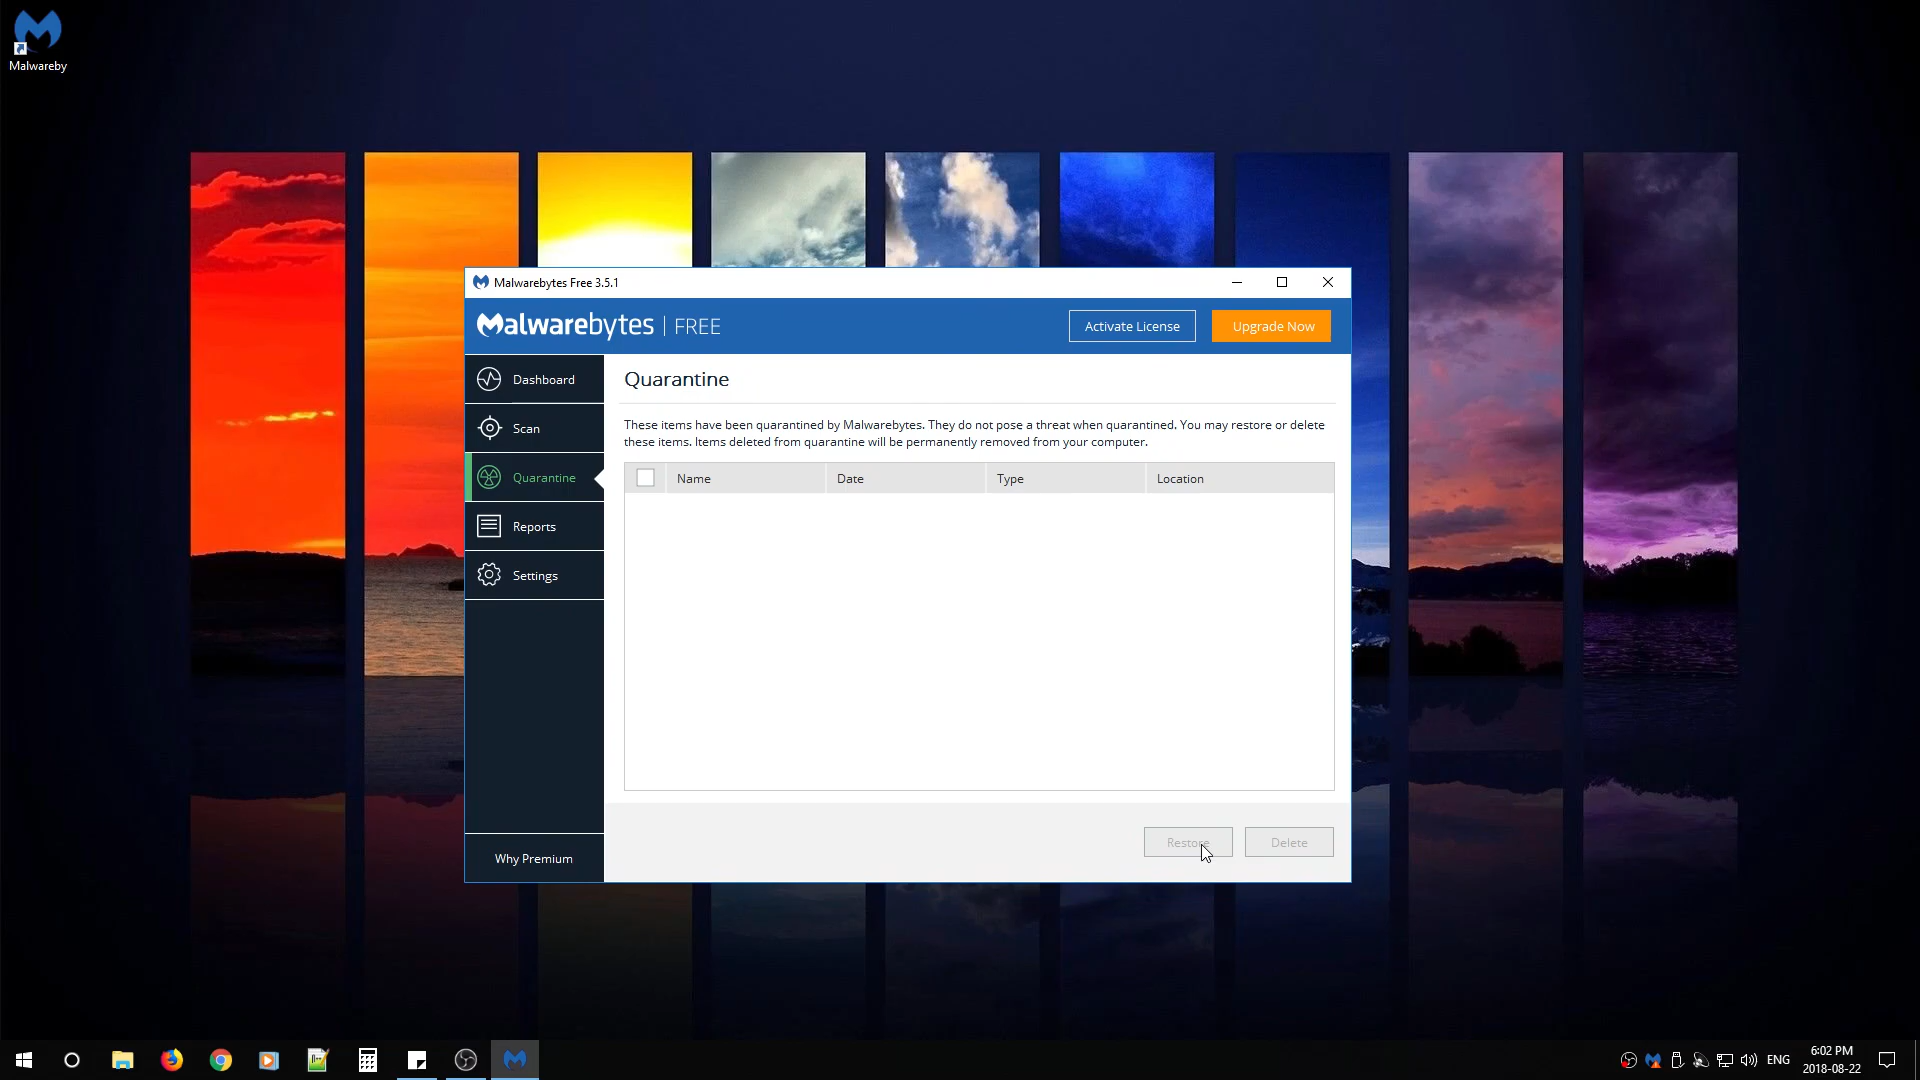 Malwareby
Malwarebytes Free 3.5.1
Malwarebytes | FREE
Activate License
Upgrade Now
Dashboard
Scan
Quarantine
Reports
Settings
Why Premium
Quarantine
These items have been quarantined by Malwarebytes. They do not pose a threat when quarantined. You may restore or delete
these items. Items deleted from quarantine will be permanently removed from your computer.
Name Date Type Location
Restore Delete
ENG
6:02 PM
2018-08-22